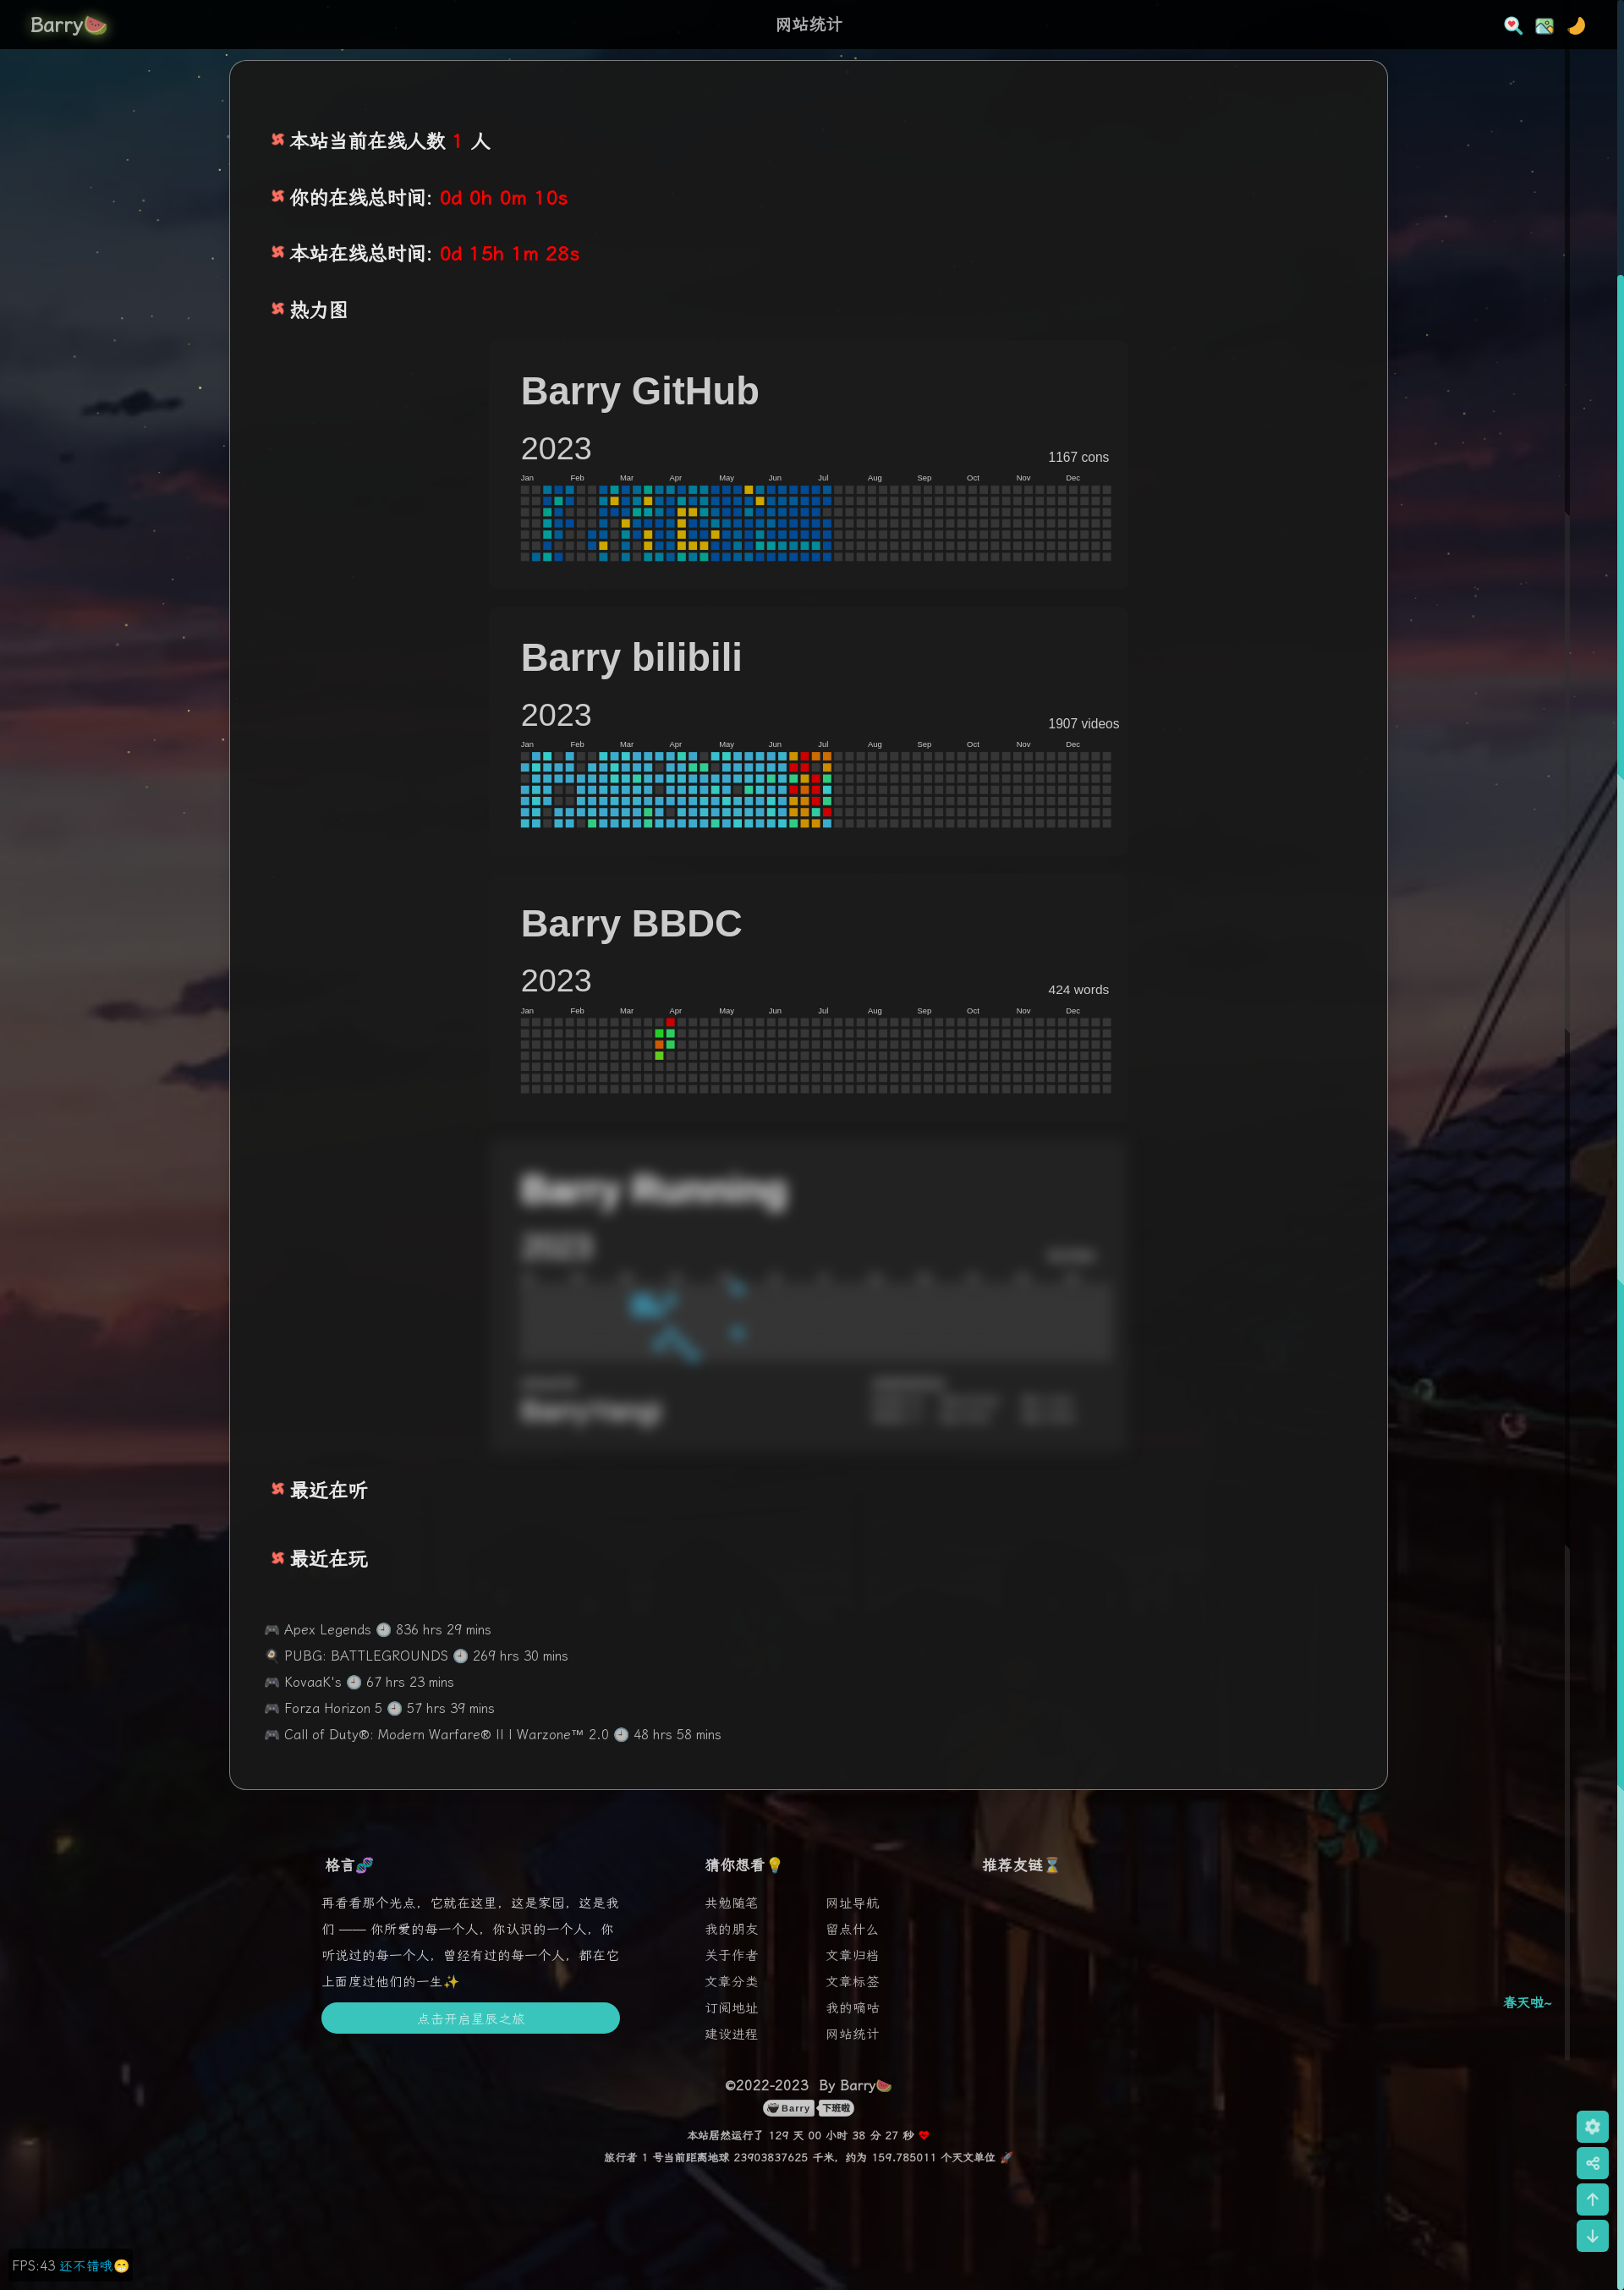 Barry🍉
网站统计
本站当前在线人数 1 人
你的在线总时间: 0d 0h 0m 10s
本站在线总时间: 0d 15h 1m 28s
热力图
Barry GitHub
2023
1167 cons
Jan Feb Mar Apr May Jun Jul Aug Sep Oct Nov Dec
Barry bilibili
2023
1907 videos
Jan Feb Mar Apr May Jun Jul Aug Sep Oct Nov Dec
Barry BBDC
2023
424 words
Jan Feb Mar Apr May Jun Jul Aug Sep Oct Nov Dec
Barry Running
2023
最近在听
最近在玩
🎮 Apex Legends 🕘 836 hrs 29 mins
🍳 PUBG: BATTLEGROUNDS 🕘 269 hrs 30 mins
🎮 KovaaK's 🕘 67 hrs 23 mins
🎮 Forza Horizon 5 🕘 57 hrs 39 mins
🎮 Call of Duty®: Modern Warfare® II | Warzone™ 2.0 🕘 48 hrs 58 mins
格言🧬
再看看那个光点，它就在这里，这是家园，这是我
们 —— 你所爱的每一个人，你认识的一个人，你
听说过的每一个人，曾经有过的每一个人，都在它
上面度过他们的一生✨
点击开启星辰之旅
猜你想看💡
共勉随笔 网址导航
我的朋友 留点什么
关于作者 文章归档
文章分类 文章标签
订阅地址 我的嘀咕
建设进程 网站统计
推荐友链⌛
春天啦~
©2022-2023 By Barry🍉
Barry 下班啦
本站居然运行了 129 天 00 小时 38 分 27 秒 ❤
旅行者 1 号当前距离地球 23903837625 千米，约为 159.785011 个天文单位 🚀
FPS:43 还不错哦😁